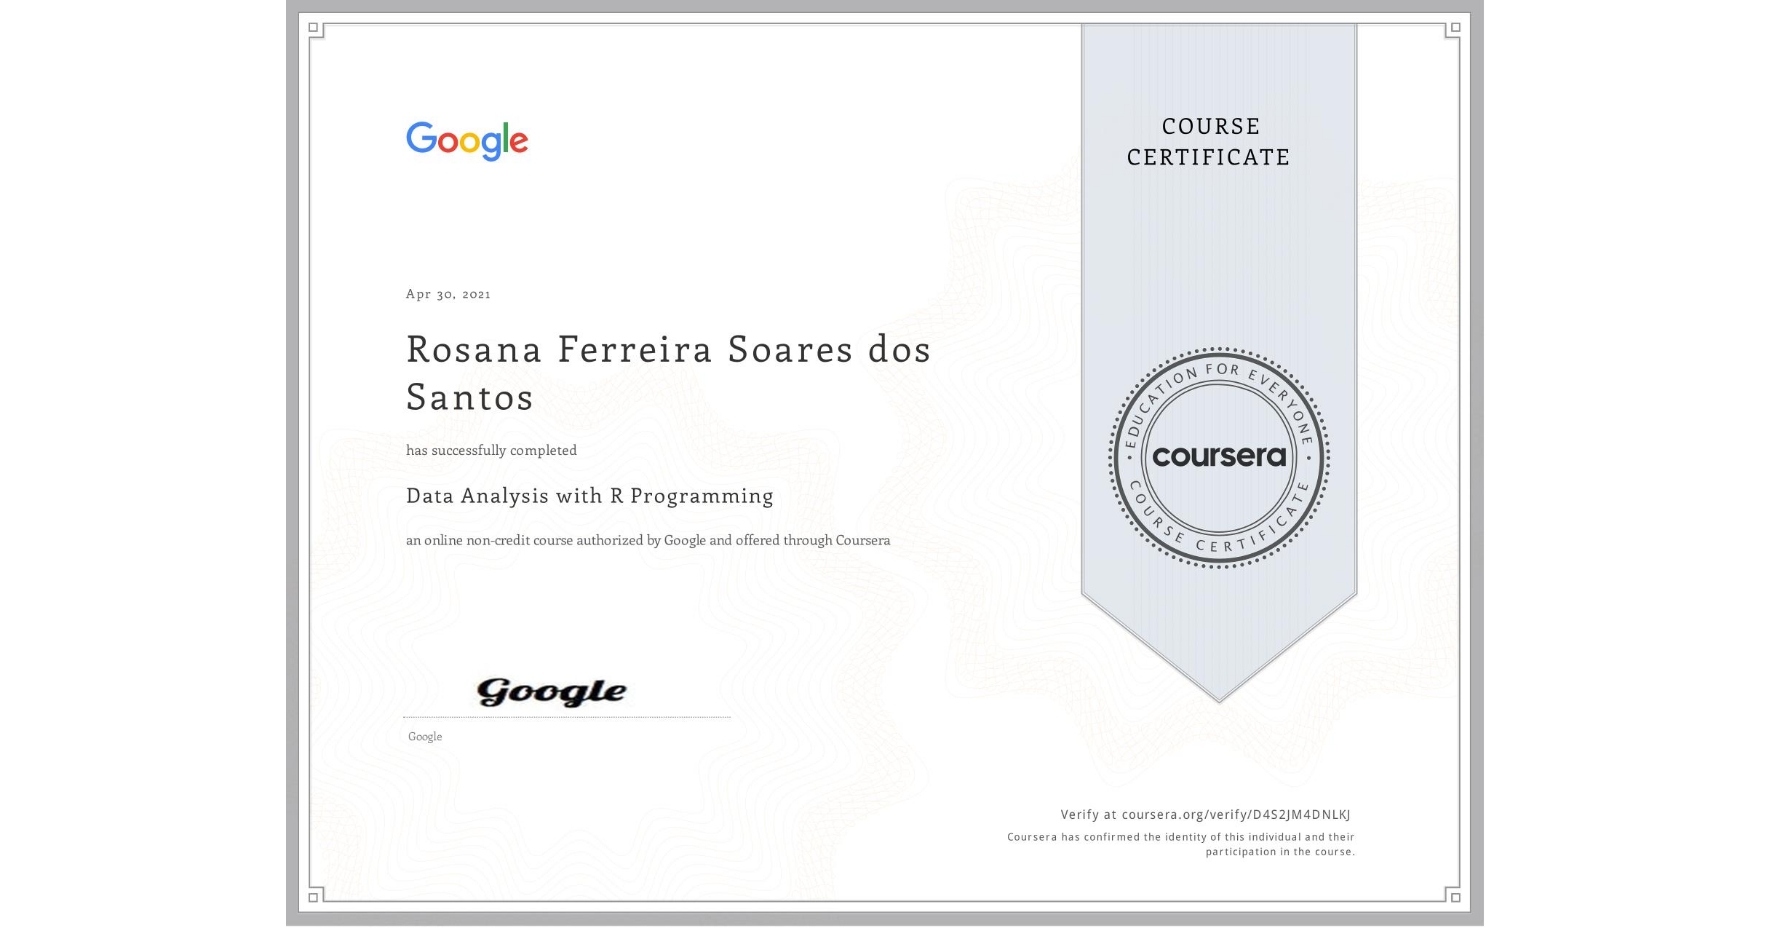 Google
COURSE
CERTIFICATE
Apr 30, 2021
Rosana Ferreira Soares dos
Santos
has successfully completed
Data Analysis with R Programming
an online non-credit course authorized by Google and offered through Coursera
EDUCATION FOR EVERYONE
coursera
COURSE CERTIFICATE
Google
Google
Verify at coursera.org/verify/D4S2JM4DNLKJ
Coursera has confirmed the identity of this individual and their
participation in the course.